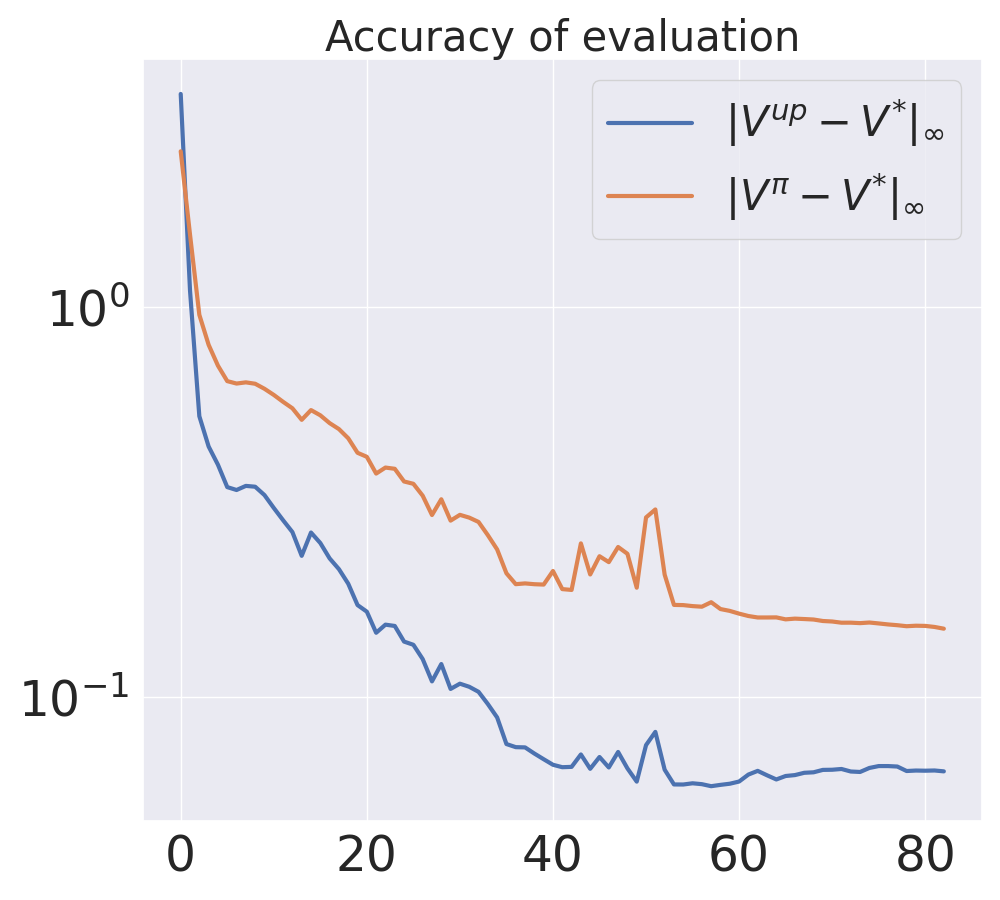 Accuracy of evaluation
|V^{up} − V^*|_∞
|V^π − V^*|_∞
10^0
10^{−1}
0 20 40 60 80